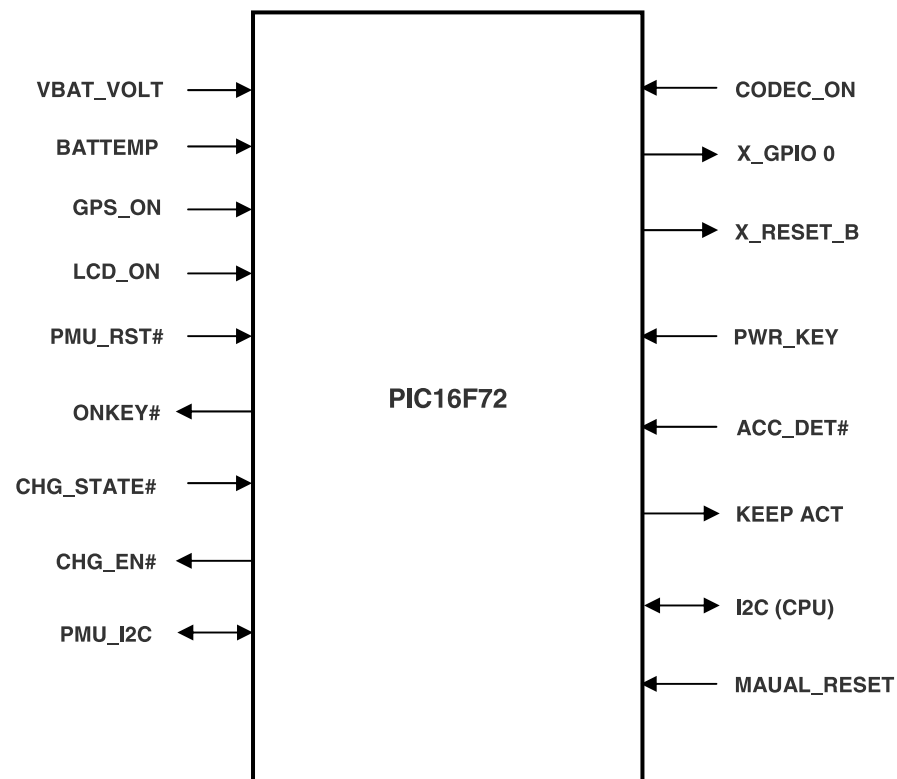 VBAT_VOLT
BATTEMP
GPS_ON
LCD_ON
PMU_RST#
ONKEY#
CHG_STATE#
CHG_EN#
PMU_I2C
PIC16F72
CODEC_ON
X_GPIO 0
X_RESET_B
PWR_KEY
ACC_DET#
KEEP ACT
I2C (CPU)
MAUAL_RESET